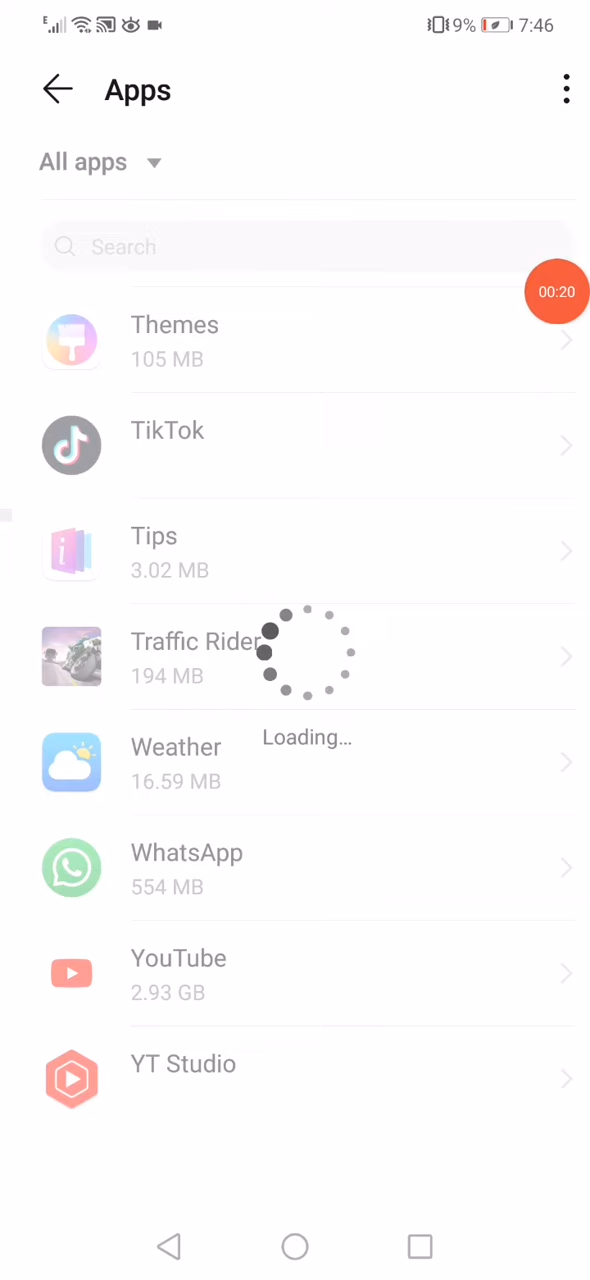 E 9% 7:46
Apps
All apps
Search
00:20
Themes
105 MB
TikTok
Tips
3.02 MB
Traffic Rider
194 MB
Loading...
Weather
16.59 MB
WhatsApp
554 MB
YouTube
2.93 GB
YT Studio